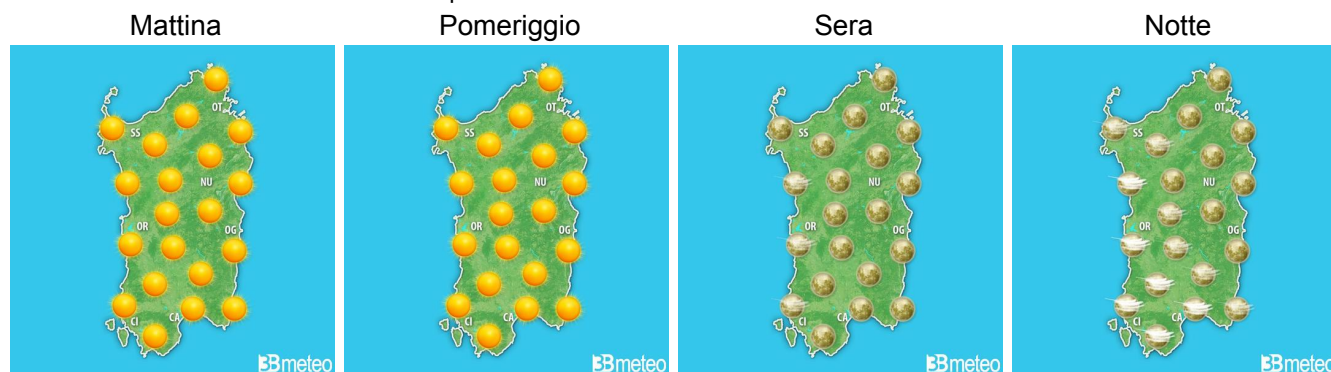 Mattina
Pomeriggio
Sera
Notte
OT
SS
NU
OR
OG
CI
CA
3Bmeteo
OT
SS
NU
OR
OG
CI
CA
3Bmeteo
OT
SS
NU
OR
OG
CI
CA
3Bmeteo
OT
SS
NU
OR
OG
CI
CA
3Bmeteo